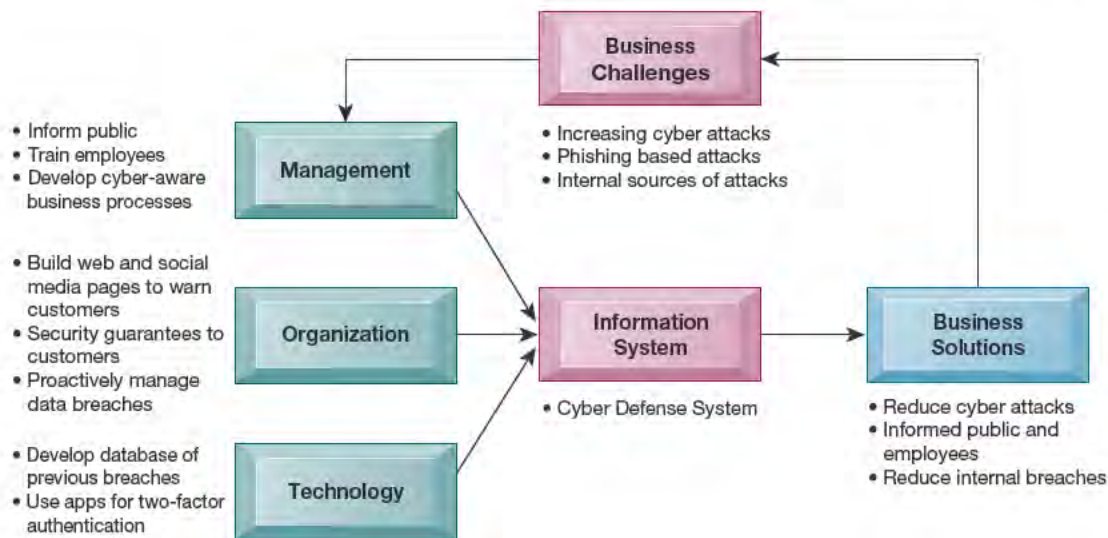 Business
Challenges
• Increasing cyber attacks
• Phishing based attacks
• Internal sources of attacks
• Inform public
• Train employees
• Develop cyber-aware
business processes
Management
• Build web and social
media pages to warn
customers
• Security guarantees to
customers
• Proactively manage
data breaches
Organization
• Develop database of
previous breaches
• Use apps for two-factor
authentication
Technology
Information
System
• Cyber Defense System
Business
Solutions
• Reduce cyber attacks
• Informed public and
employees
• Reduce internal breaches